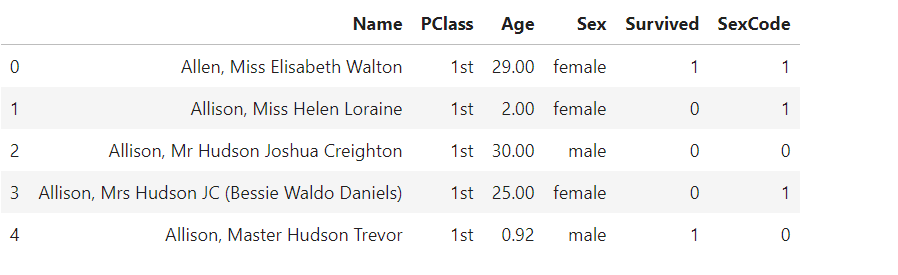 Name PClass Age Sex Survived SexCode
0 Allen, Miss Elisabeth Walton 1st 29.00 female 1 1
1 Allison, Miss Helen Loraine 1st 2.00 female 0 1
2 Allison, Mr Hudson Joshua Creighton 1st 30.00 male 0 0
3 Allison, Mrs Hudson JC (Bessie Waldo Daniels) 1st 25.00 female 0 1
4 Allison, Master Hudson Trevor 1st 0.92 male 1 0